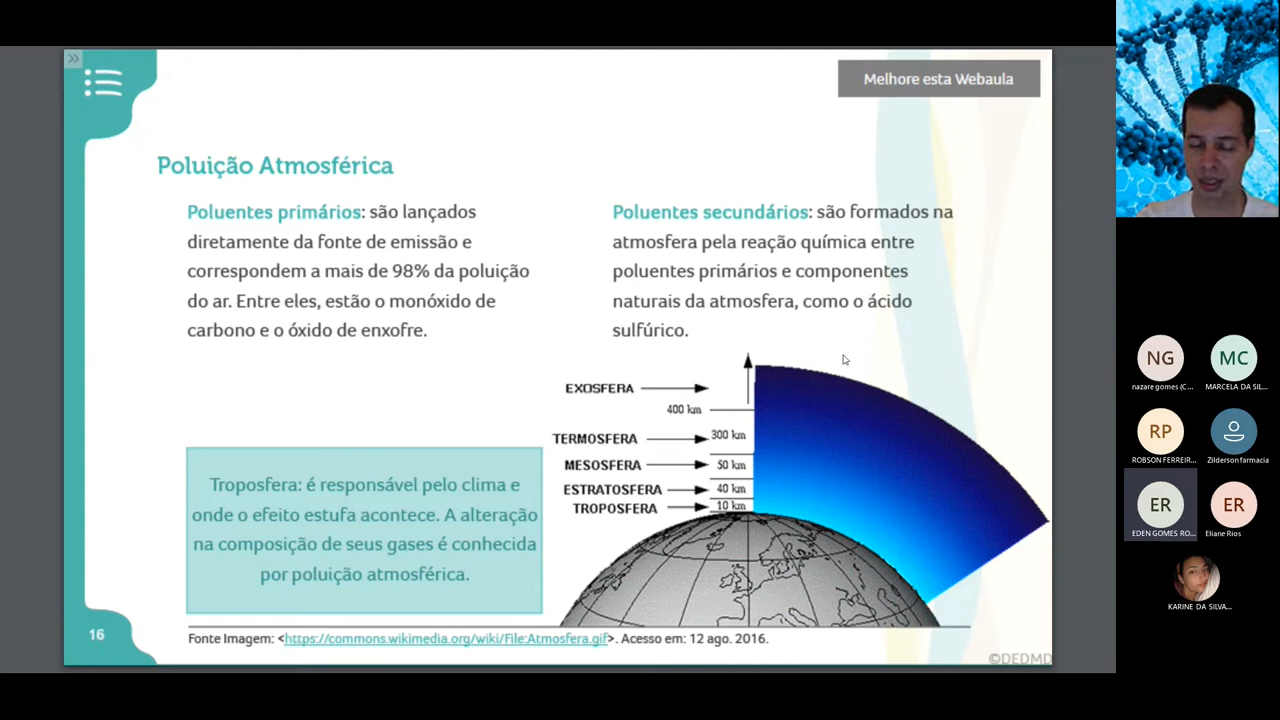 »
Melhore esta Webaula
Poluição Atmosférica
Poluentes primários: são lançados
diretamente da fonte de emissão e
correspondem a mais de 98% da poluição
do ar. Entre eles, estão o monóxido de
carbono e o óxido de enxofre.
Poluentes secundários: são formados na
atmosfera pela reação química entre
poluentes primários e componentes
naturais da atmosfera, como o ácido
sulfúrico.
EXOSFERA
400 km
TERMOSFERA
300 km
MESOSFERA
50 km
ESTRATOSFERA
40 km
TROPOSFERA
10 km
Troposfera: é responsável pelo clima e
onde o efeito estufa acontece. A alteração
na composição de seus gases é conhecida
por poluição atmosférica.
16
Fonte Imagem: <https://commons.wikimedia.org/wiki/File:Atmosfera.gif>. Acesso em: 12 ago. 2016.
©DEDMD
NG
nazare gomes (C...
MC
MARCELA DA SIL...
RP
ROBSON FERREIR...
Zilderson farmacia
ER
EDEN GOMES RO...
ER
Eliane Rios
KARINE DA SILVA...